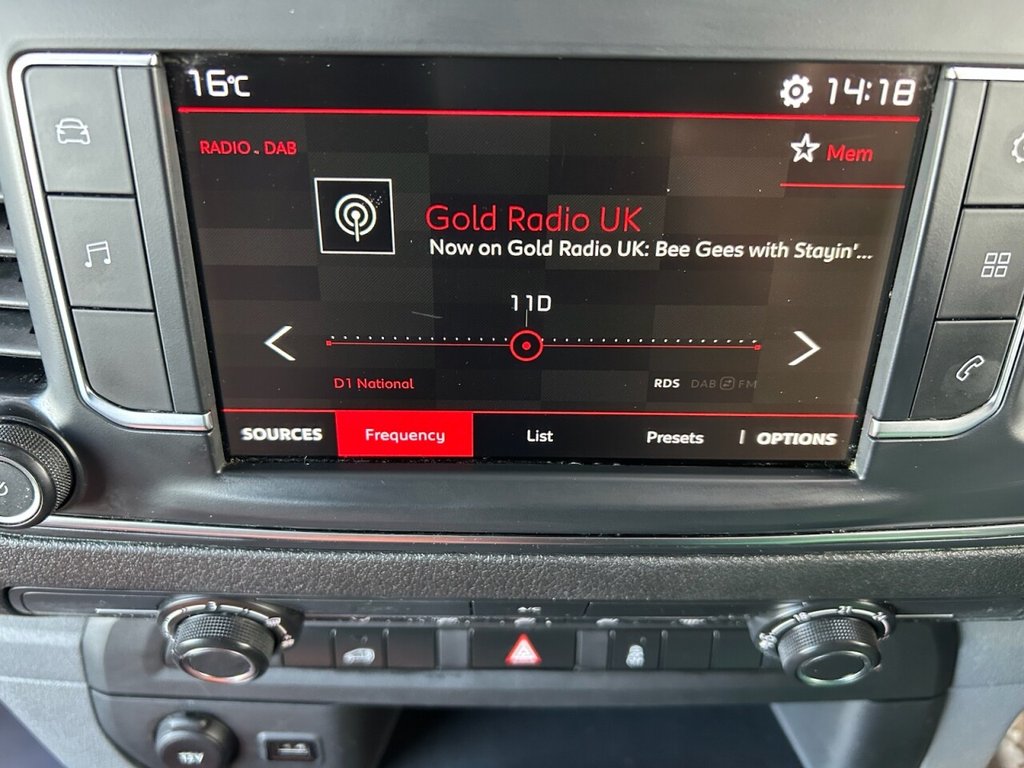 16°C
14:18
RADIO . DAB
Mem
Gold Radio UK
Now on Gold Radio UK: Bee Gees with Stayin'...
11D
D1 National
RDS DAB FM
SOURCES Frequency List Presets OPTIONS
12V